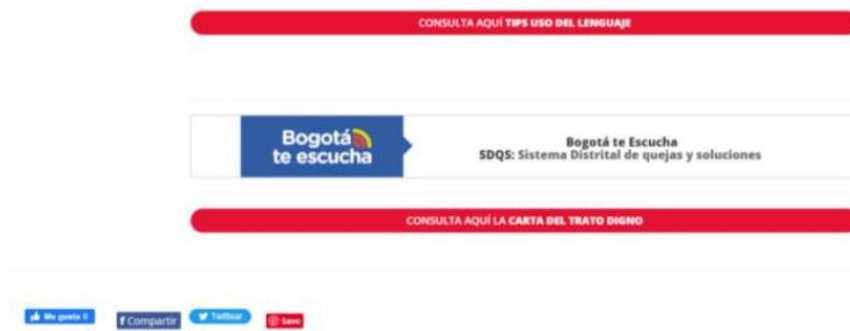 CONSULTA AQUÍ TIPS USO DEL LENGUAJE
Bogotá
te escucha
Bogotá te Escucha
SDQS: Sistema Distrital de quejas y soluciones
CONSULTA AQUÍ LA CARTA DEL TRATO DIGNO
Me gusta 0
f Compartir
Twittear
Save